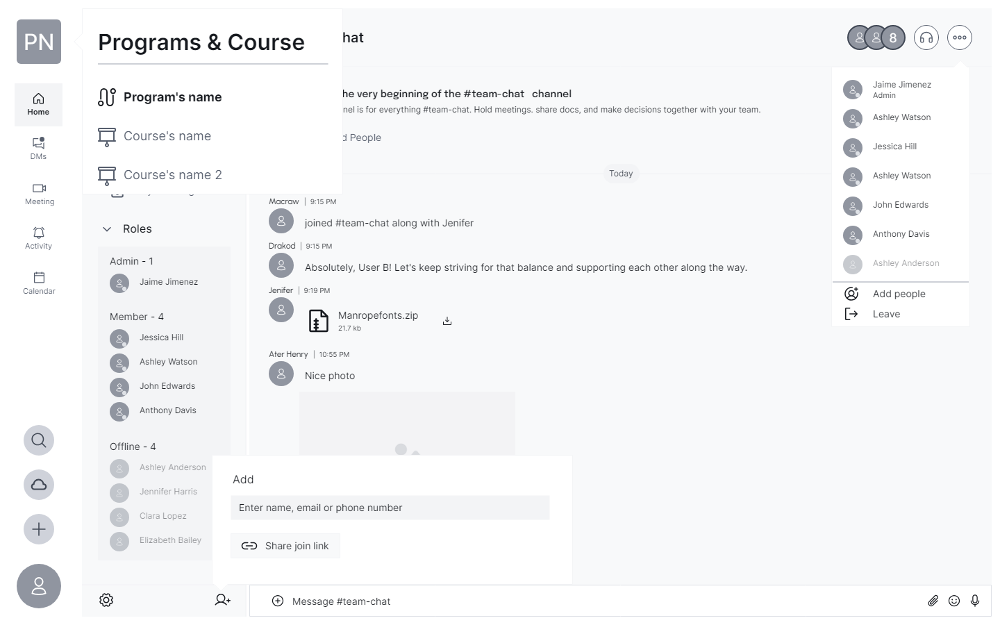 PN
Home
DMs
Meeting
Activity
Calendar
Programs & Course
Program's name
Course's name
Course's name 2
Roles
Admin - 1
Jaime Jimenez
Member - 4
Jessica Hill
Ashley Watson
John Edwards
Anthony Davis
Offline - 4
Ashley Anderson
Jennifer Harris
Clara Lopez
Elizabeth Bailey
hat
8
he very beginning of the #team-chat channel
nel is for everything #team-chat. Hold meetings. share docs, and make decisions together with your team.
d People
Today
Macraw | 9:15 PM
joined #team-chat along with Jenifer
Drakod | 9:15 PM
Absolutely, User B! Let's keep striving for that balance and supporting each other along the way.
Jenifer | 9:19 PM
Manropefonts.zip
21.7 kb
Ater Henry | 10:55 PM
Nice photo
Jaime Jimenez
Admin
Ashley Watson
Jessica Hill
Ashley Watson
John Edwards
Anthony Davis
Ashley Anderson
Add people
Leave
Add
Enter name, email or phone number
Share join link
Message #team-chat